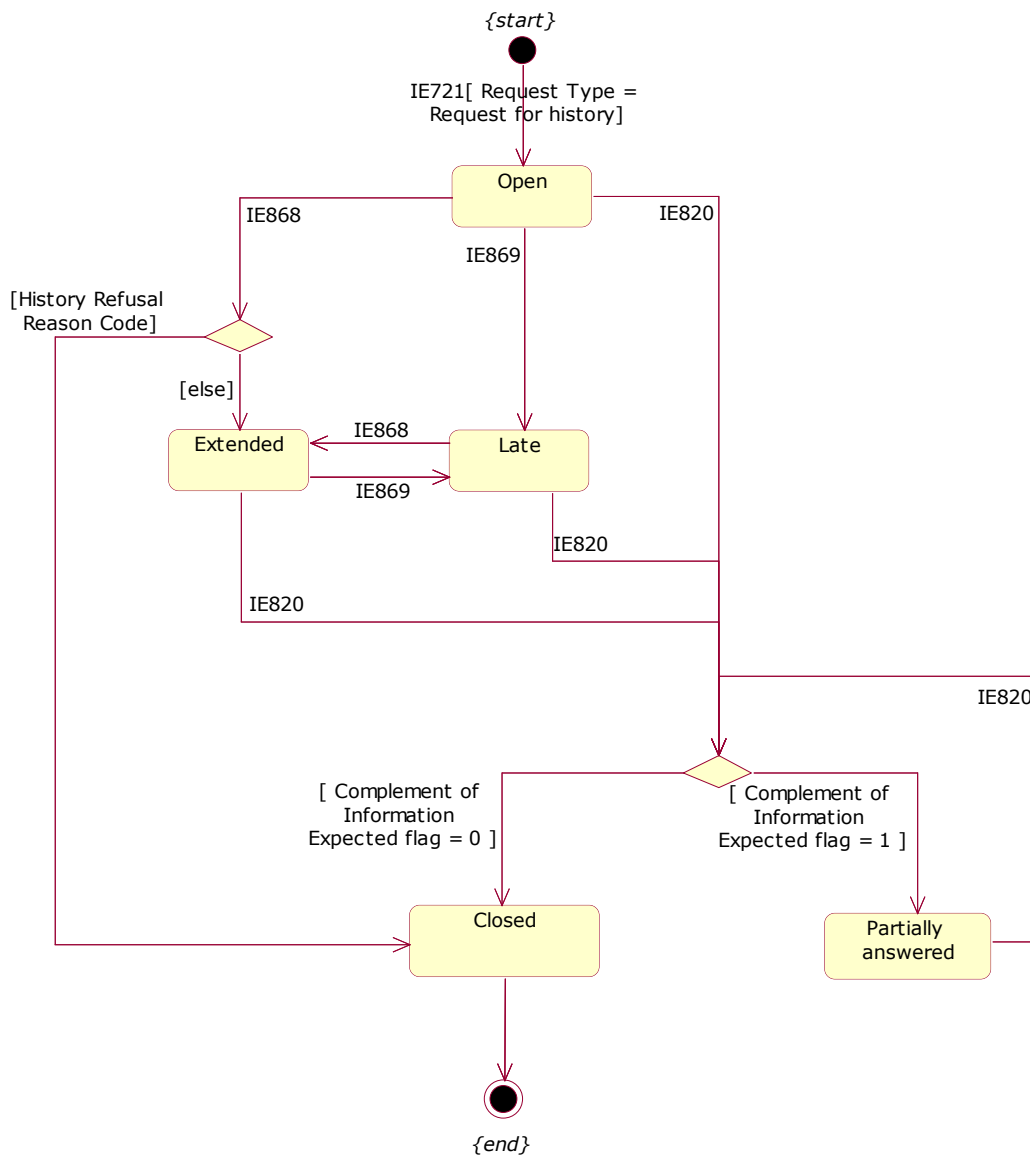 {start}
IE721[ Request Type =
Request for history]
Open
IE868
IE820
IE869
[History Refusal
Reason Code]
[else]
Extended
IE868
Late
IE869
IE820
IE820
IE820
[ Complement of
Information
Expected flag = 0 ]
[ Complement of
Information
Expected flag = 1 ]
Closed
Partially
answered
{end}